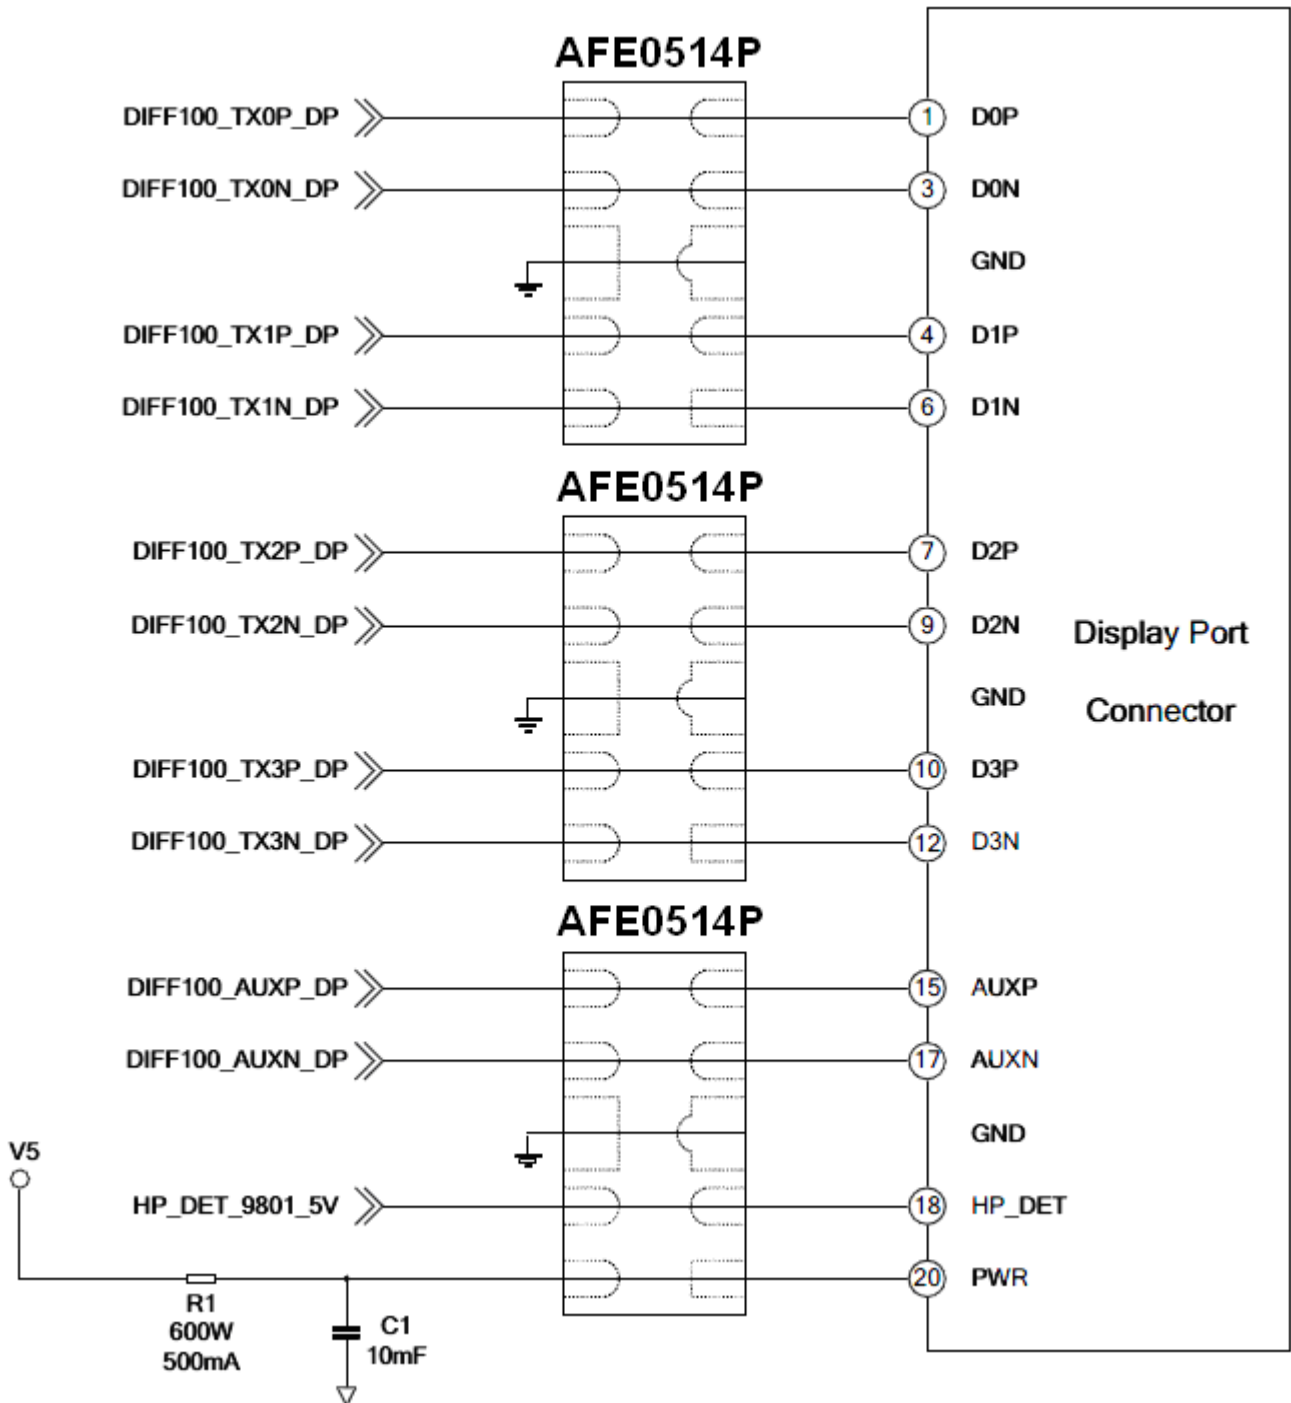 AFE0514P
DIFF100_TX0P_DP 1 D0P
DIFF100_TX0N_DP 3 D0N
GND
DIFF100_TX1P_DP 4 D1P
DIFF100_TX1N_DP 6 D1N
AFE0514P
DIFF100_TX2P_DP 7 D2P
DIFF100_TX2N_DP 9 D2N
Display Port
GND
Connector
DIFF100_TX3P_DP 10 D3P
DIFF100_TX3N_DP 12 D3N
AFE0514P
DIFF100_AUXP_DP 15 AUXP
DIFF100_AUXN_DP 17 AUXN
GND
V5
HP_DET_9801_5V 18 HP_DET
20 PWR
R1
600W
500mA
C1
10mF